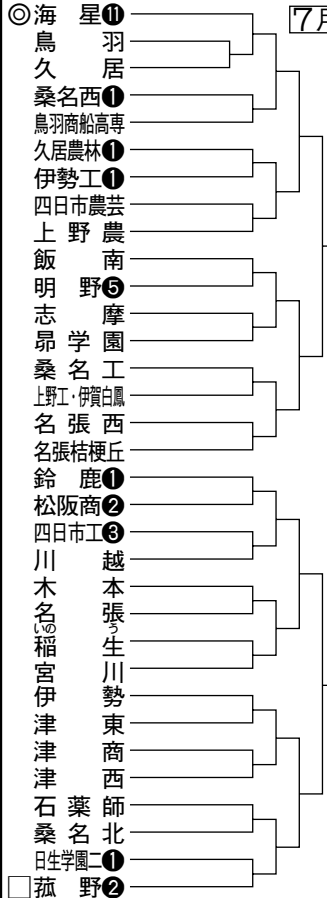 ◎海星⓫
7月
鳥羽
久居
桑名西❶
鳥羽商船高専
久居農林❶
伊勢工❶
四日市農芸
上野農
飯南
明野❺
志摩
昴学園
桑名工
上野工・伊賀白鳳
名張西
名張桔梗丘
鈴鹿❶
松阪商❷
四日市工❸
川越
木本
名張
いのう
稲生
宮川
伊勢
津東
津商
津西
石薬師
桑名北
日生学園二❶
□菰野❷